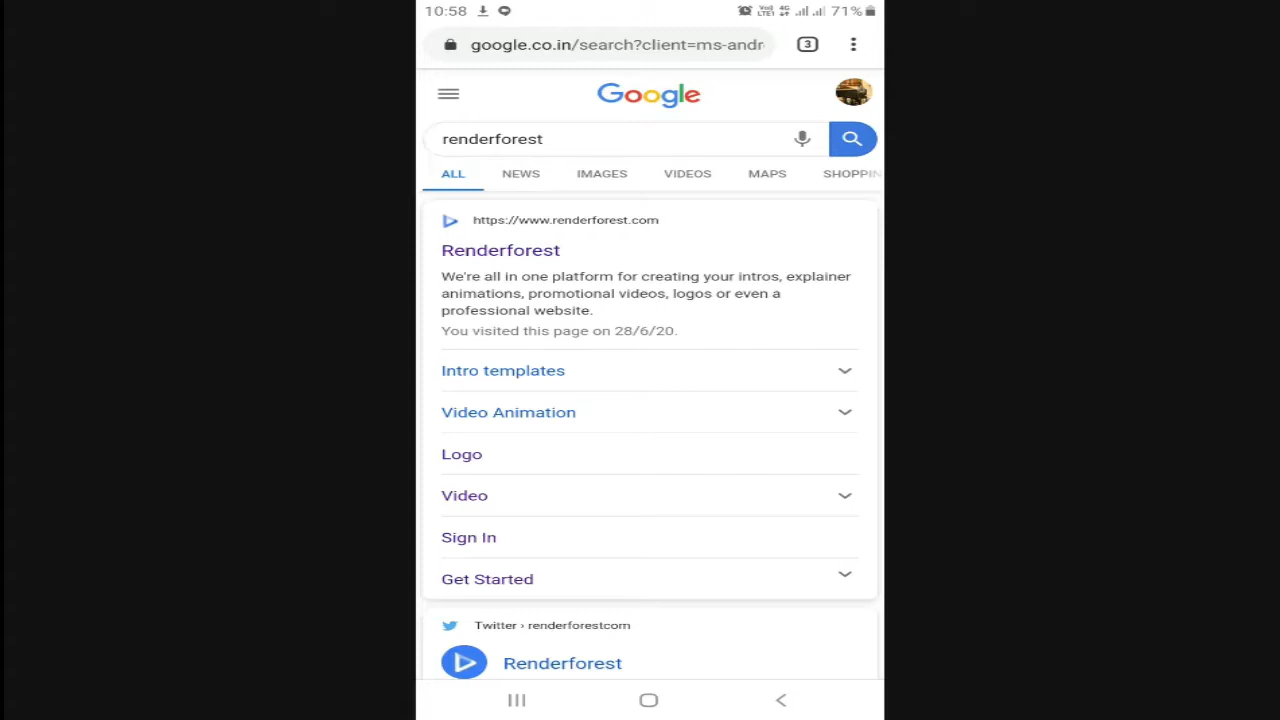 10:58 71%
google.co.in/search?client=ms-andr
3
Google
renderforest
ALL NEWS IMAGES VIDEOS MAPS SHOPPIN
https://www.renderforest.com
Renderforest
We're all in one platform for creating your intros, explainer
animations, promotional videos, logos or even a
professional website.
You visited this page on 28/6/20.
Intro templates
Video Animation
Logo
Video
Sign In
Get Started
Twitter › renderforestcom
Renderforest